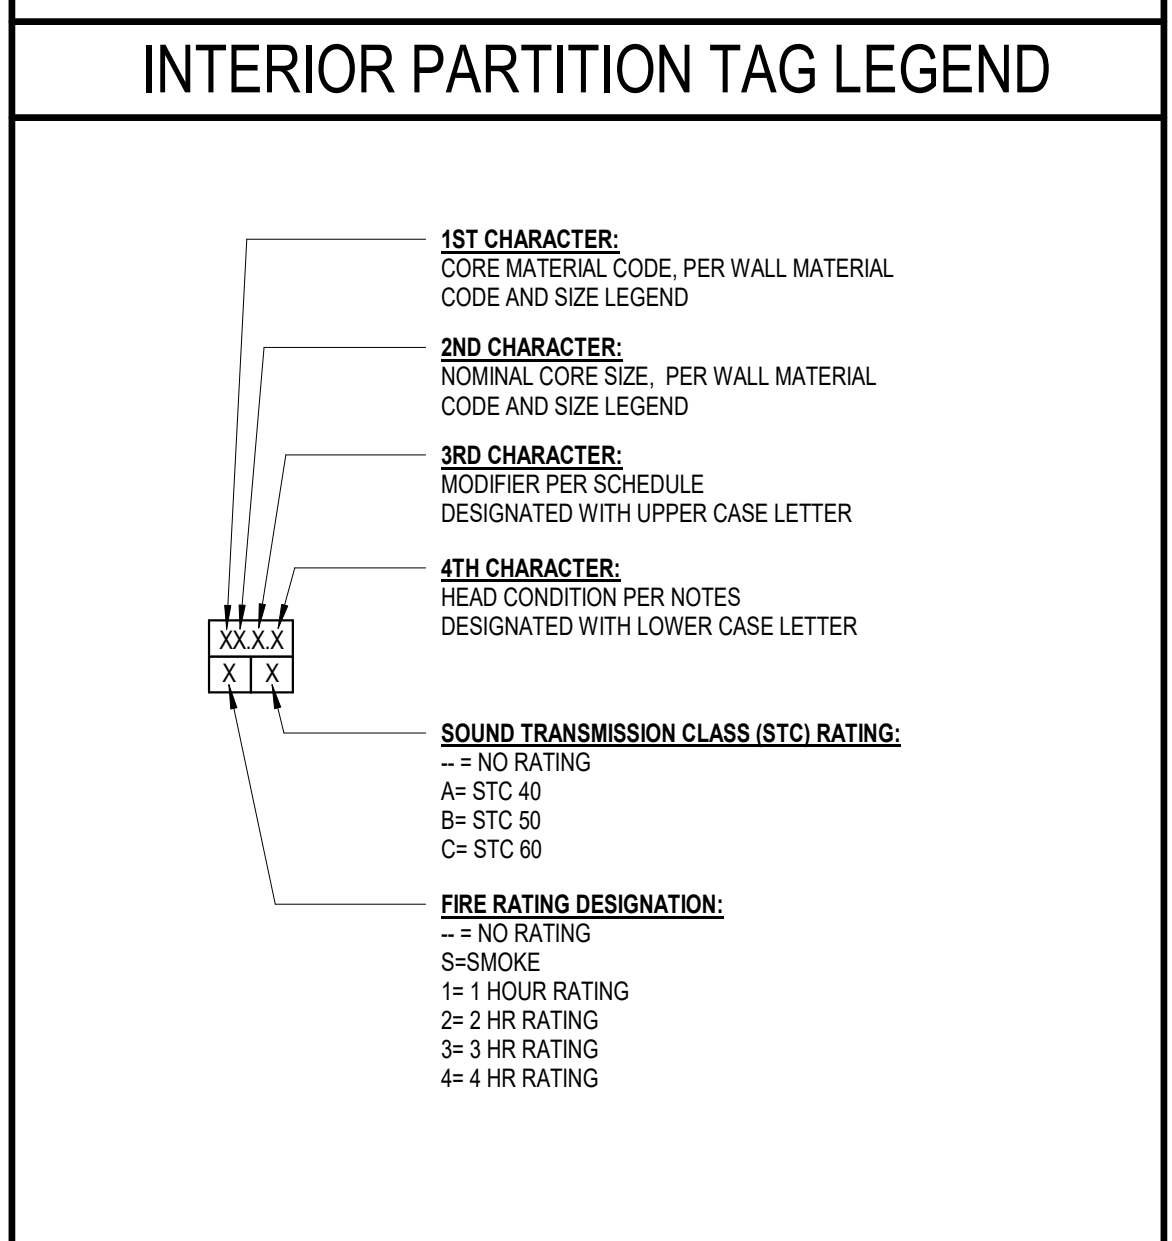 INTERIOR PARTITION TAG LEGEND
1ST CHARACTER:
CORE MATERIAL CODE, PER WALL MATERIAL
CODE AND SIZE LEGEND
2ND CHARACTER:
NOMINAL CORE SIZE, PER WALL MATERIAL
CODE AND SIZE LEGEND
3RD CHARACTER:
MODIFIER PER SCHEDULE
DESIGNATED WITH UPPER CASE LETTER
4TH CHARACTER:
HEAD CONDITION PER NOTES
DESIGNATED WITH LOWER CASE LETTER
XX.X.X
X X
SOUND TRANSMISSION CLASS (STC) RATING:
-- = NO RATING
A= STC 40
B= STC 50
C= STC 60
FIRE RATING DESIGNATION:
-- = NO RATING
S=SMOKE
1= 1 HOUR RATING
2= 2 HR RATING
3= 3 HR RATING
4= 4 HR RATING